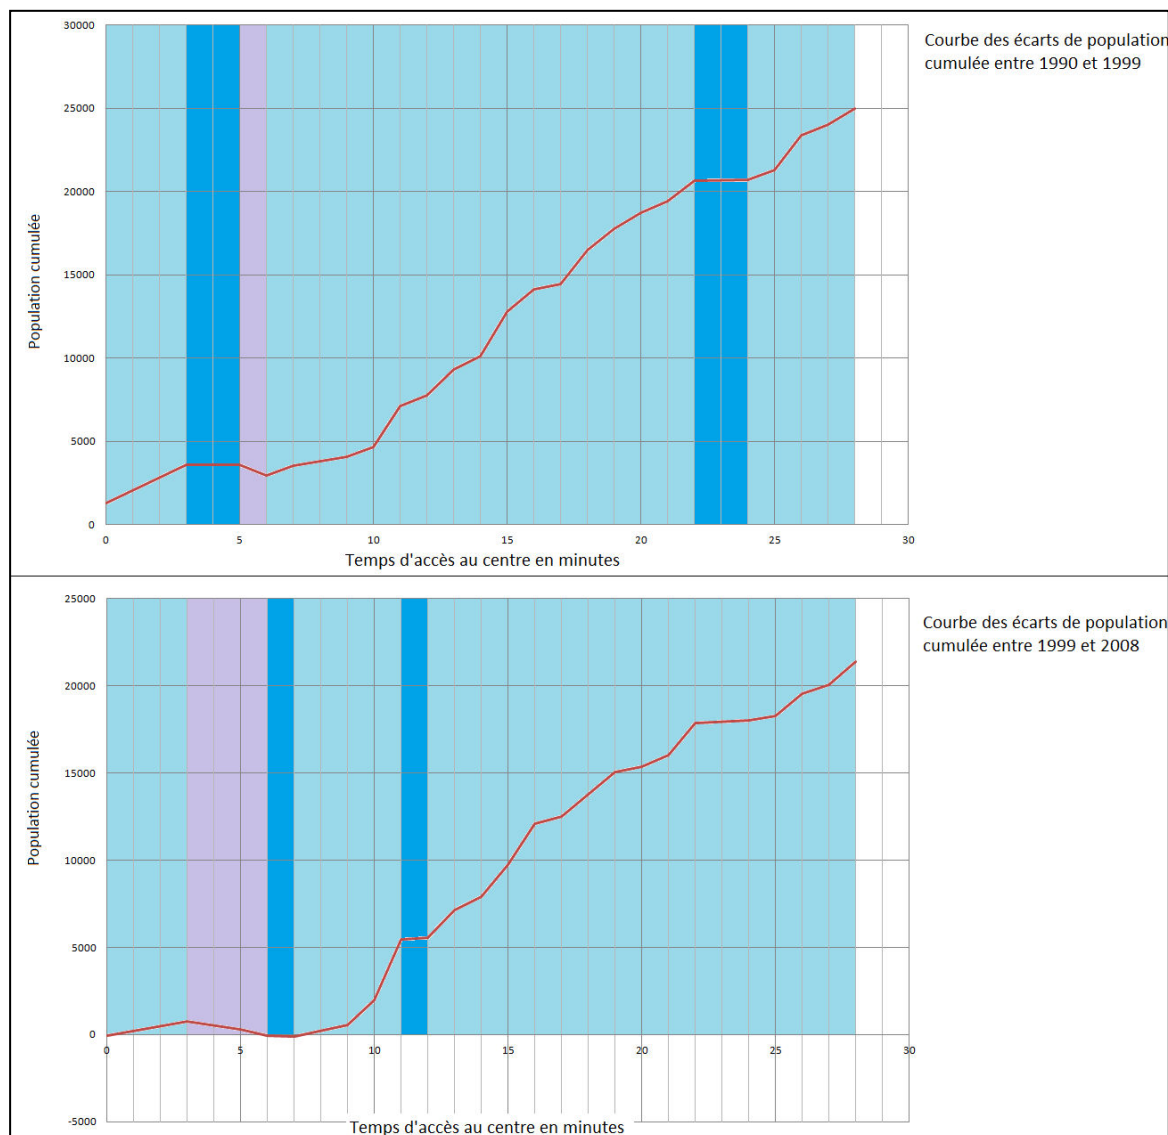 30000
25000
20000
15000
10000
5000
0
0 5 10 15 20 25 30
Population cumulée
Temps d'accès au centre en minutes
Courbe des écarts de population
cumulée entre 1990 et 1999
25000
20000
15000
10000
5000
0
-5000
0 5 10 15 20 25 30
Population cumulée
Temps d'accès au centre en minutes
Courbe des écarts de population
cumulée entre 1999 et 2008